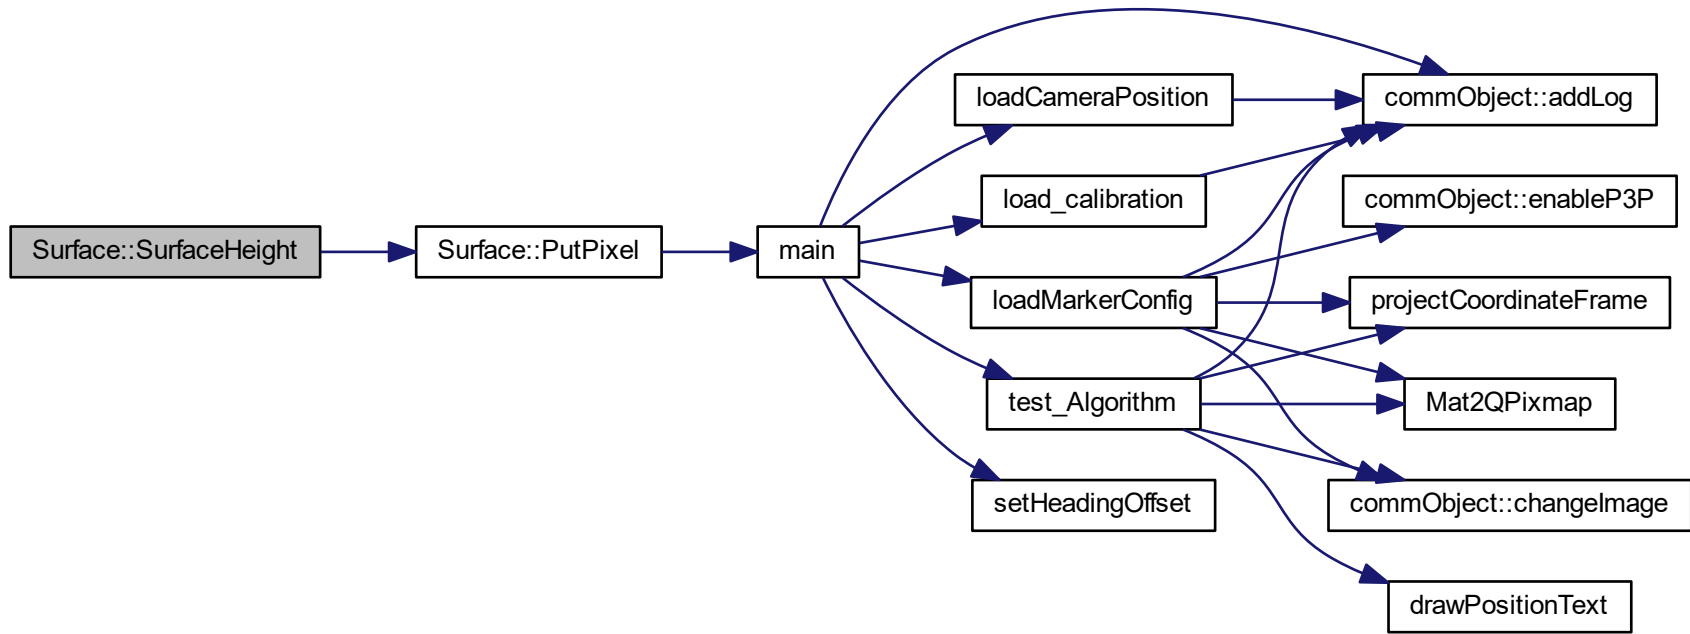 Surface::SurfaceHeight
Surface::PutPixel
main
loadCameraPosition
load_calibration
loadMarkerConfig
test_Algorithm
setHeadingOffset
commObject::addLog
commObject::enableP3P
projectCoordinateFrame
Mat2QPixmap
commObject::changeImage
drawPositionText